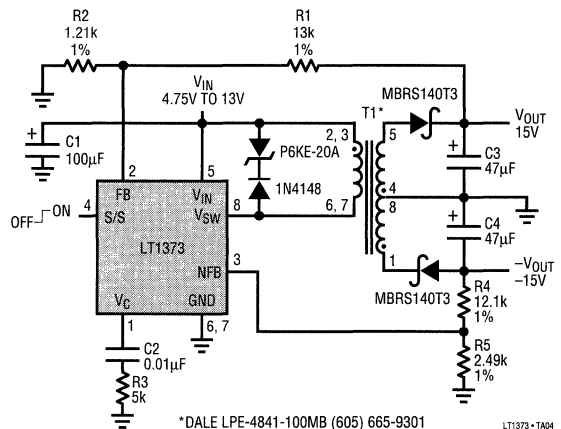 R2
1.21k
1%
R1
13k
1%
VIN
4.75V TO 13V
T1*
MBRS140T3
VOUT
15V
+
C1
100µF
P6KE-20A
1N4148
2, 3
6, 7
5
4
8
1
+
C3
47µF
+
C4
47µF
MBRS140T3
–VOUT
–15V
R4
12.1k
1%
R5
2.49k
1%
2
5
FB
VIN
OFF ON
4
S/S
VSW
8
LT1373
NFB
3
VC
GND
1
6, 7
C2
0.01µF
R3
5k
*DALE LPE-4841-100MB (605) 665-9301
LT1373 • TA04